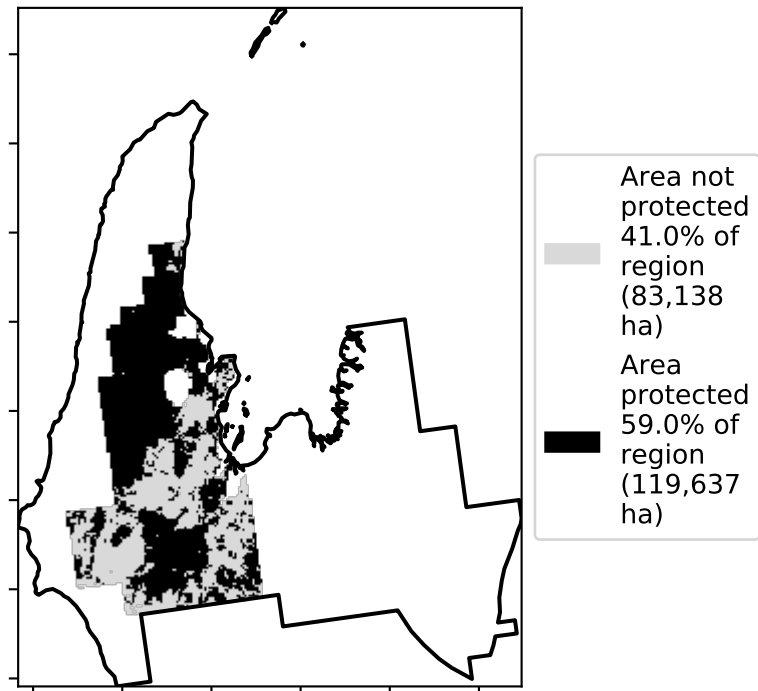 Area not
protected
41.0% of
region
(83,138
ha)
Area
protected
59.0% of
region
(119,637
ha)